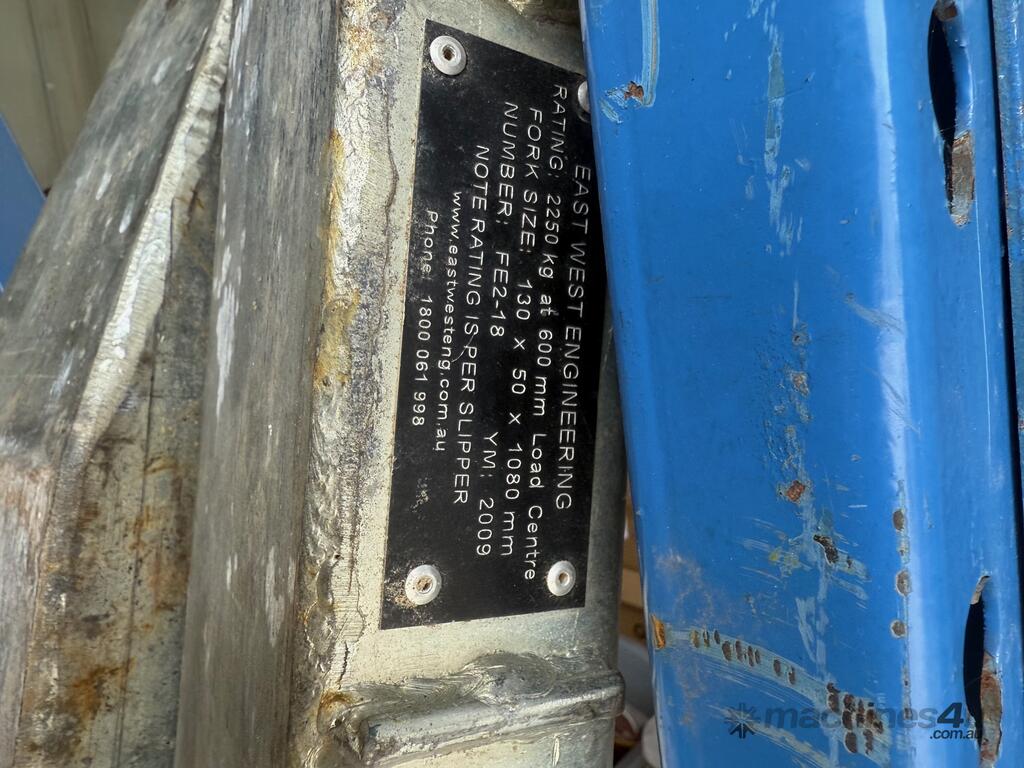 EAST WEST ENGINEERING
RATING: 2250 kg at 600 mm Load Centre
FORK SIZE: 130 x 50 x 1080 mm
NUMBER: FE2-18 YM: 2009
NOTE RATING IS PER SLIPPER
www.eastwesteng.com.au
Phone: 1800 061 998
machines4u
.com.au